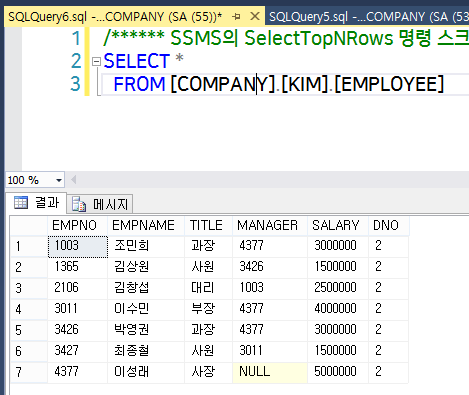 SQLQuery6.sql -...COMPANY (SA (55))* SQLQuery5.sql -...COMPANY (SA (53
1 /****** SSMS의 SelectTopNRows 명령 스크
2 SELECT *
3 FROM [COMPANY].[KIM].[EMPLOYEE]
100 %
결과 메시지
EMPNO EMPNAME TITLE MANAGER SALARY DNO
1 1003 조민희 과장 4377 3000000 2
2 1365 김상원 사원 3426 1500000 2
3 2106 김창섭 대리 1003 2500000 2
4 3011 이수민 부장 4377 4000000 2
5 3426 박영권 과장 4377 3000000 2
6 3427 최종철 사원 3011 1500000 2
7 4377 이성래 사장 NULL 5000000 2